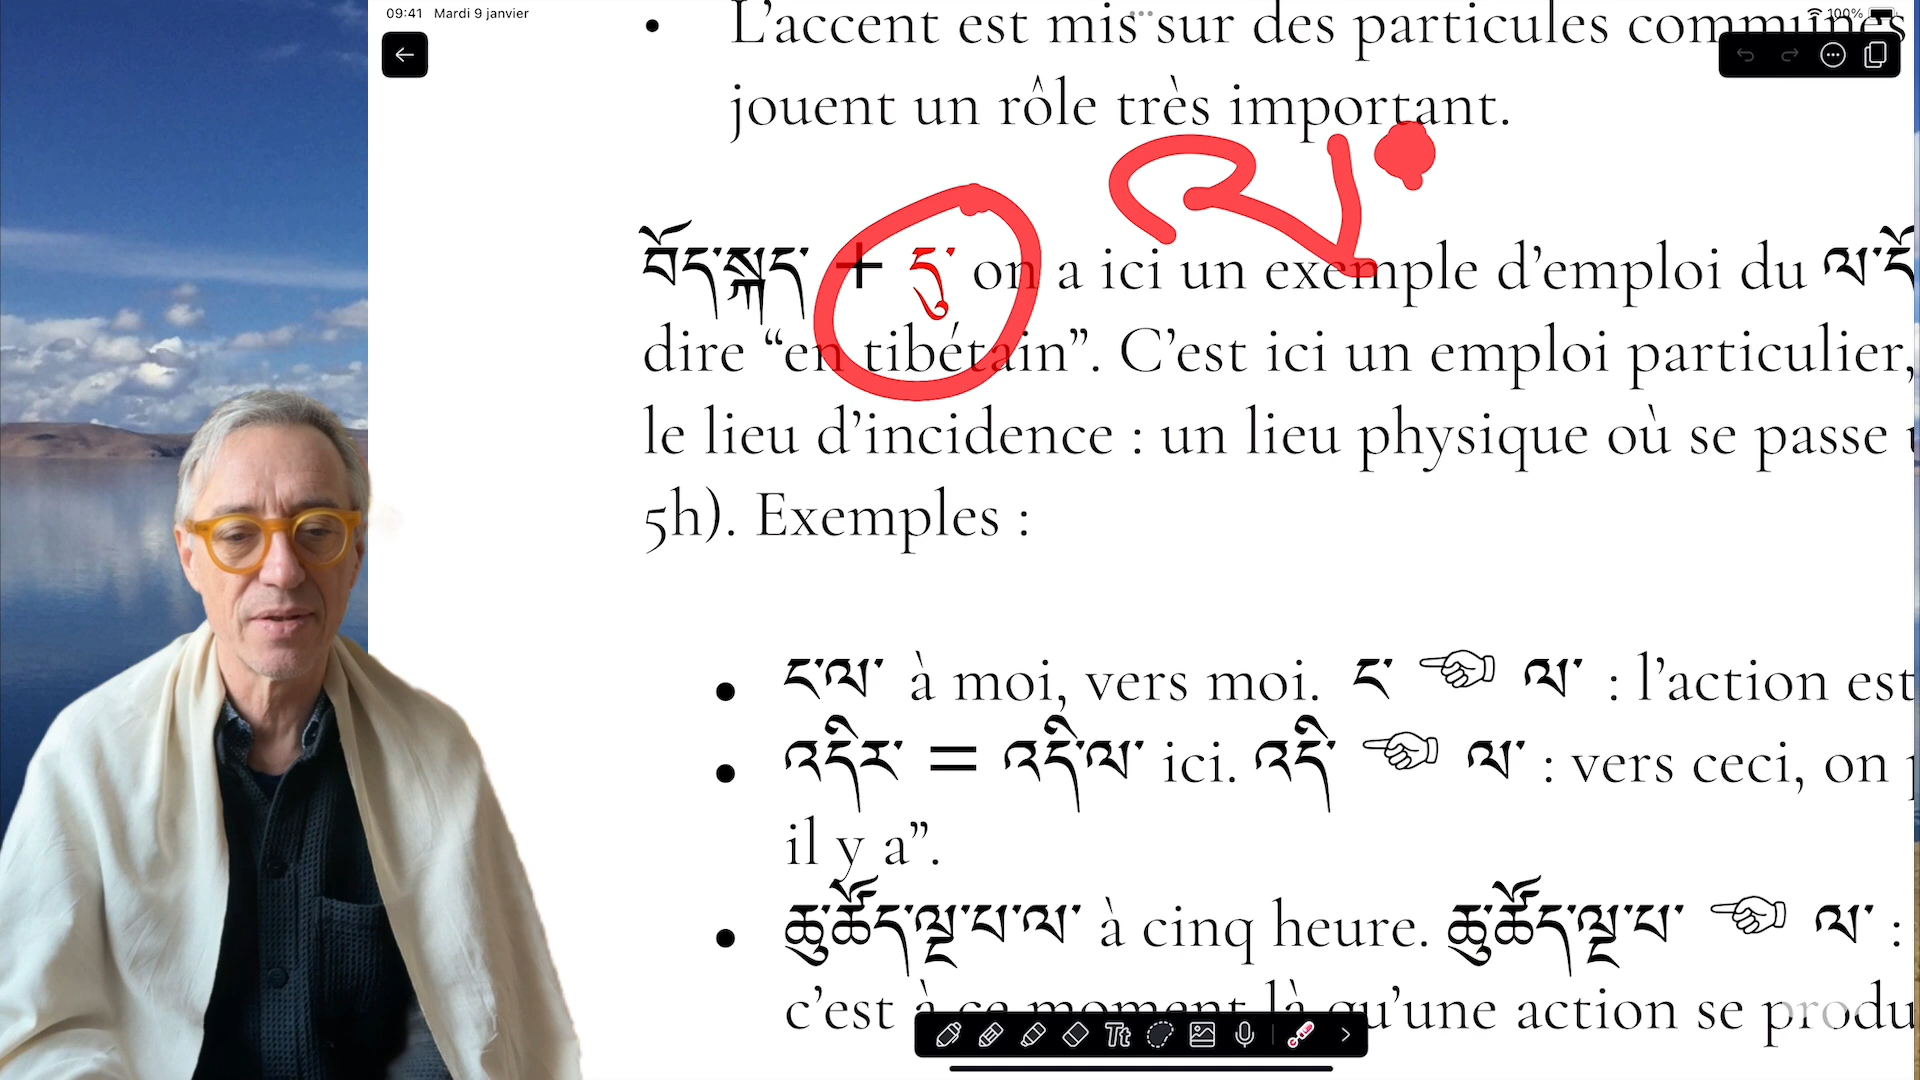 09:41 Mardi 9 janvier
100%
• L’accent est mis sur des particules communes
jouent un rôle très important.
ལ་
བོད་སྐད་ + དུ་ on a ici un exemple d’emploi du ལ་དོ
dire “en tibétain”. C’est ici un emploi particulier,
le lieu d’incidence : un lieu physique où se passe
5h). Exemples :
• ང་ལ་ à moi, vers moi. ང་ ☜ ལ་ : l’action est
• འདིར་ = འདི་ལ་ ici. འདི་ ☜ ལ་ : vers ceci, on
il y a”.
• ཆུ་ཚོད་ལྔ་པ་ལ་ à cinq heure. ཆུ་ཚོད་ལྔ་པ་ ☜ ལ་ :
c’est à ce moment là qu’une action se produ
Tt